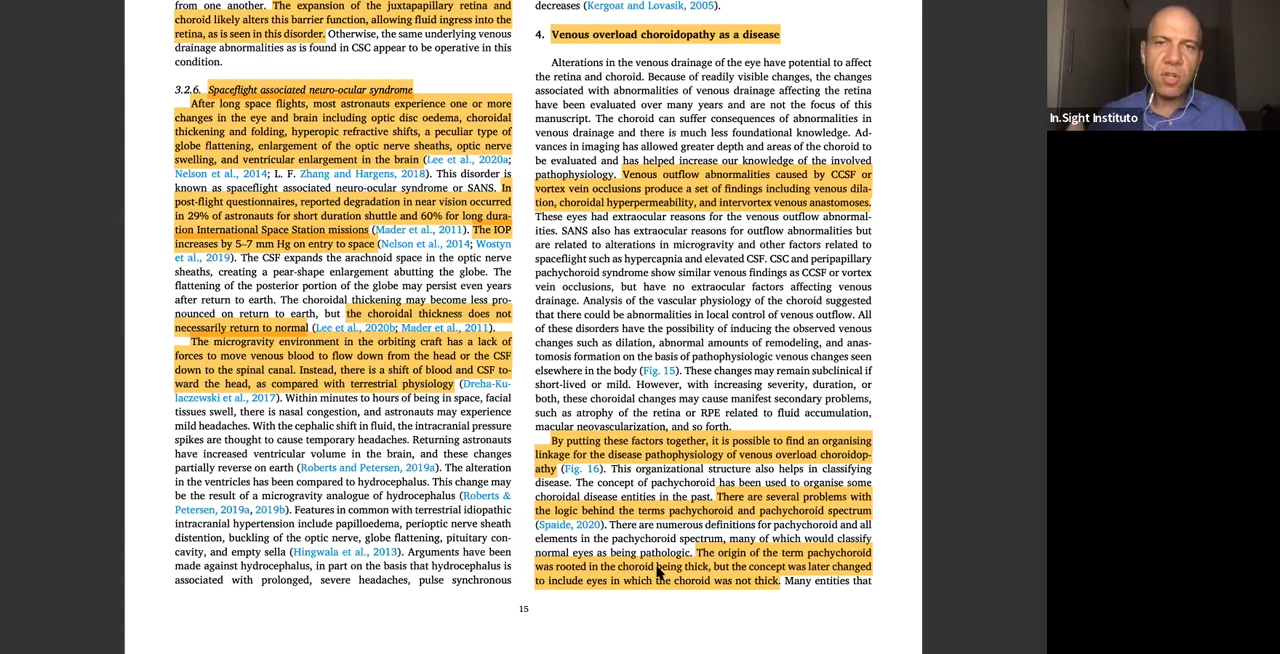 from one another. The expansion of the juxtapapillary retina and
choroid likely alters this barrier function, allowing fluid ingress into the
retina, as is seen in this disorder. Otherwise, the same underlying venous
drainage abnormalities as is found in CSC appear to be operative in this
condition.
3.2.6. Spaceflight associated neuro-ocular syndrome
After long space flights, most astronauts experience one or more
changes in the eye and brain including optic disc oedema, choroidal
thickening and folding, hyperopic refractive shifts, a peculiar type of
globe flattening, enlargement of the optic nerve sheaths, optic nerve
swelling, and ventricular enlargement in the brain (Lee et al., 2020a;
Nelson et al., 2014; L. F. Zhang and Hargens, 2018). This disorder is
known as spaceflight associated neuro-ocular syndrome or SANS. In
post-flight questionnaires, reported degradation in near vision occurred
in 29% of astronauts for short duration shuttle and 60% for long dura-
tion International Space Station missions (Mader et al., 2011). The IOP
increases by 5–7 mm Hg on entry to space (Nelson et al., 2014; Wostyn
et al., 2019). The CSF expands the arachnoid space in the optic nerve
sheaths, creating a pear-shape enlargement abutting the globe. The
flattening of the posterior portion of the globe may persist even years
after return to earth. The choroidal thickening may become less pro-
nounced on return to earth, but the choroidal thickness does not
necessarily return to normal (Lee et al., 2020b; Mader et al., 2011).
The microgravity environment in the orbiting craft has a lack of
forces to move venous blood to flow down from the head or the CSF
down to the spinal canal. Instead, there is a shift of blood and CSF to-
ward the head, as compared with terrestrial physiology (Dreha-Ku-
laczewski et al., 2017). Within minutes to hours of being in space, facial
tissues swell, there is nasal congestion, and astronauts may experience
mild headaches. With the cephalic shift in fluid, the intracranial pressure
spikes are thought to cause temporary headaches. Returning astronauts
have increased ventricular volume in the brain, and these changes
partially reverse on earth (Roberts and Petersen, 2019a). The alteration
in the ventricles has been compared to hydrocephalus. This change may
be the result of a microgravity analogue of hydrocephalus (Roberts &
Petersen, 2019a, 2019b). Features in common with terrestrial idiopathic
intracranial hypertension include papilloedema, perioptic nerve sheath
distention, buckling of the optic nerve, globe flattening, pituitary con-
cavity, and empty sella (Hingwala et al., 2013). Arguments have been
made against hydrocephalus, in part on the basis that hydrocephalus is
associated with prolonged, severe headaches, pulse synchronous
decreases (Kergoat and Lovasik, 2005).
4. Venous overload choroidopathy as a disease
Alterations in the venous drainage of the eye have potential to affect
the retina and choroid. Because of readily visible changes, the changes
associated with abnormalities of venous drainage affecting the retina
have been evaluated over many years and are not the focus of this
manuscript. The choroid can suffer consequences of abnormalities in
venous drainage and there is much less foundational knowledge. Ad-
vances in imaging has allowed greater depth and areas of the choroid to
be evaluated and has helped increase our knowledge of the involved
pathophysiology. Venous outflow abnormalities caused by CCSF or
vortex vein occlusions produce a set of findings including venous dila-
tion, choroidal hyperpermeability, and intervortex venous anastomoses.
These eyes had extraocular reasons for the venous outflow abnormal-
ities. SANS also has extraocular reasons for outflow abnormalities but
are related to alterations in microgravity and other factors related to
spaceflight such as hypercapnia and elevated CSF. CSC and peripapillary
pachychoroid syndrome show similar venous findings as CCSF or vortex
vein occlusions, but have no extraocular factors affecting venous
drainage. Analysis of the vascular physiology of the choroid suggested
that there could be abnormalities in local control of venous outflow. All
of these disorders have the possibility of inducing the observed venous
changes such as dilation, abnormal amounts of remodeling, and anas-
tomosis formation on the basis of pathophysiologic venous changes seen
elsewhere in the body (Fig. 15). These changes may remain subclinical if
short-lived or mild. However, with increasing severity, duration, or
both, these choroidal changes may cause manifest secondary problems,
such as atrophy of the retina or RPE related to fluid accumulation,
macular neovascularization, and so forth.
By putting these factors together, it is possible to find an organising
linkage for the disease pathophysiology of venous overload choroidop-
athy (Fig. 16). This organizational structure also helps in classifying
disease. The concept of pachychoroid has been used to organise some
choroidal disease entities in the past. There are several problems with
the logic behind the terms pachychoroid and pachychoroid spectrum
(Spaide, 2020). There are numerous definitions for pachychoroid and all
elements in the pachychoroid spectrum, many of which would classify
normal eyes as being pathologic. The origin of the term pachychoroid
was rooted in the choroid being thick, but the concept was later changed
to include eyes in which the choroid was not thick. Many entities that
15
In.Sight Instituto